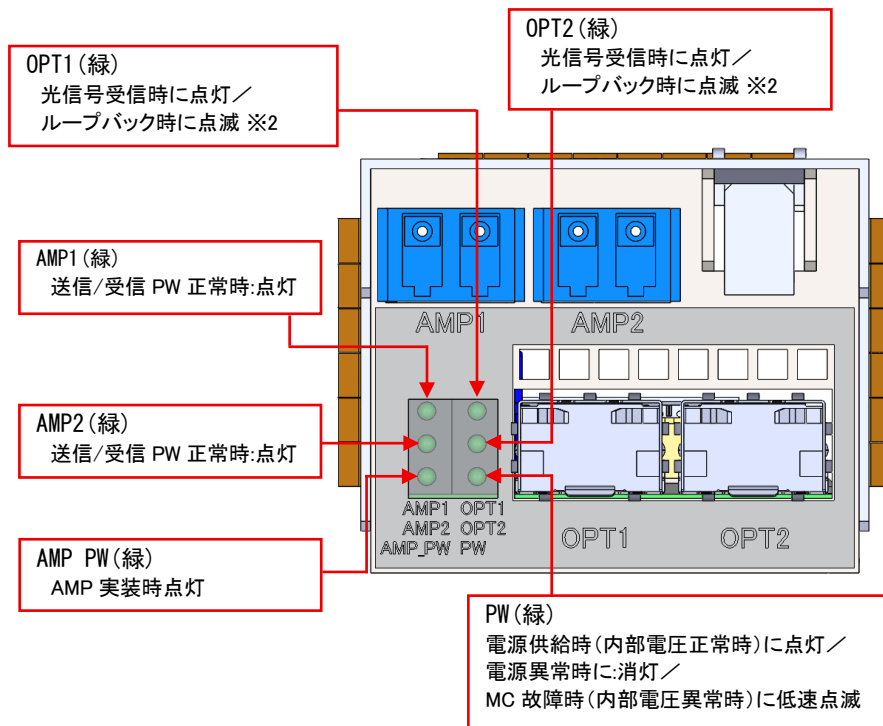 OPT1(緑)
光信号受信時に点灯／
ループバック時に点滅 ※2
OPT2(緑)
光信号受信時に点灯／
ループバック時に点滅 ※2
AMP1(緑)
送信/受信 PW 正常時:点灯
AMP2(緑)
送信/受信 PW 正常時:点灯
AMP PW(緑)
AMP 実装時点灯
AMP1 AMP2
AMP1 OPT1
AMP2 OPT2
AMP_PW PW
OPT1 OPT2
PW(緑)
電源供給時(内部電圧正常時)に点灯／
電源異常時に:消灯／
MC 故障時(内部電圧異常時)に低速点滅